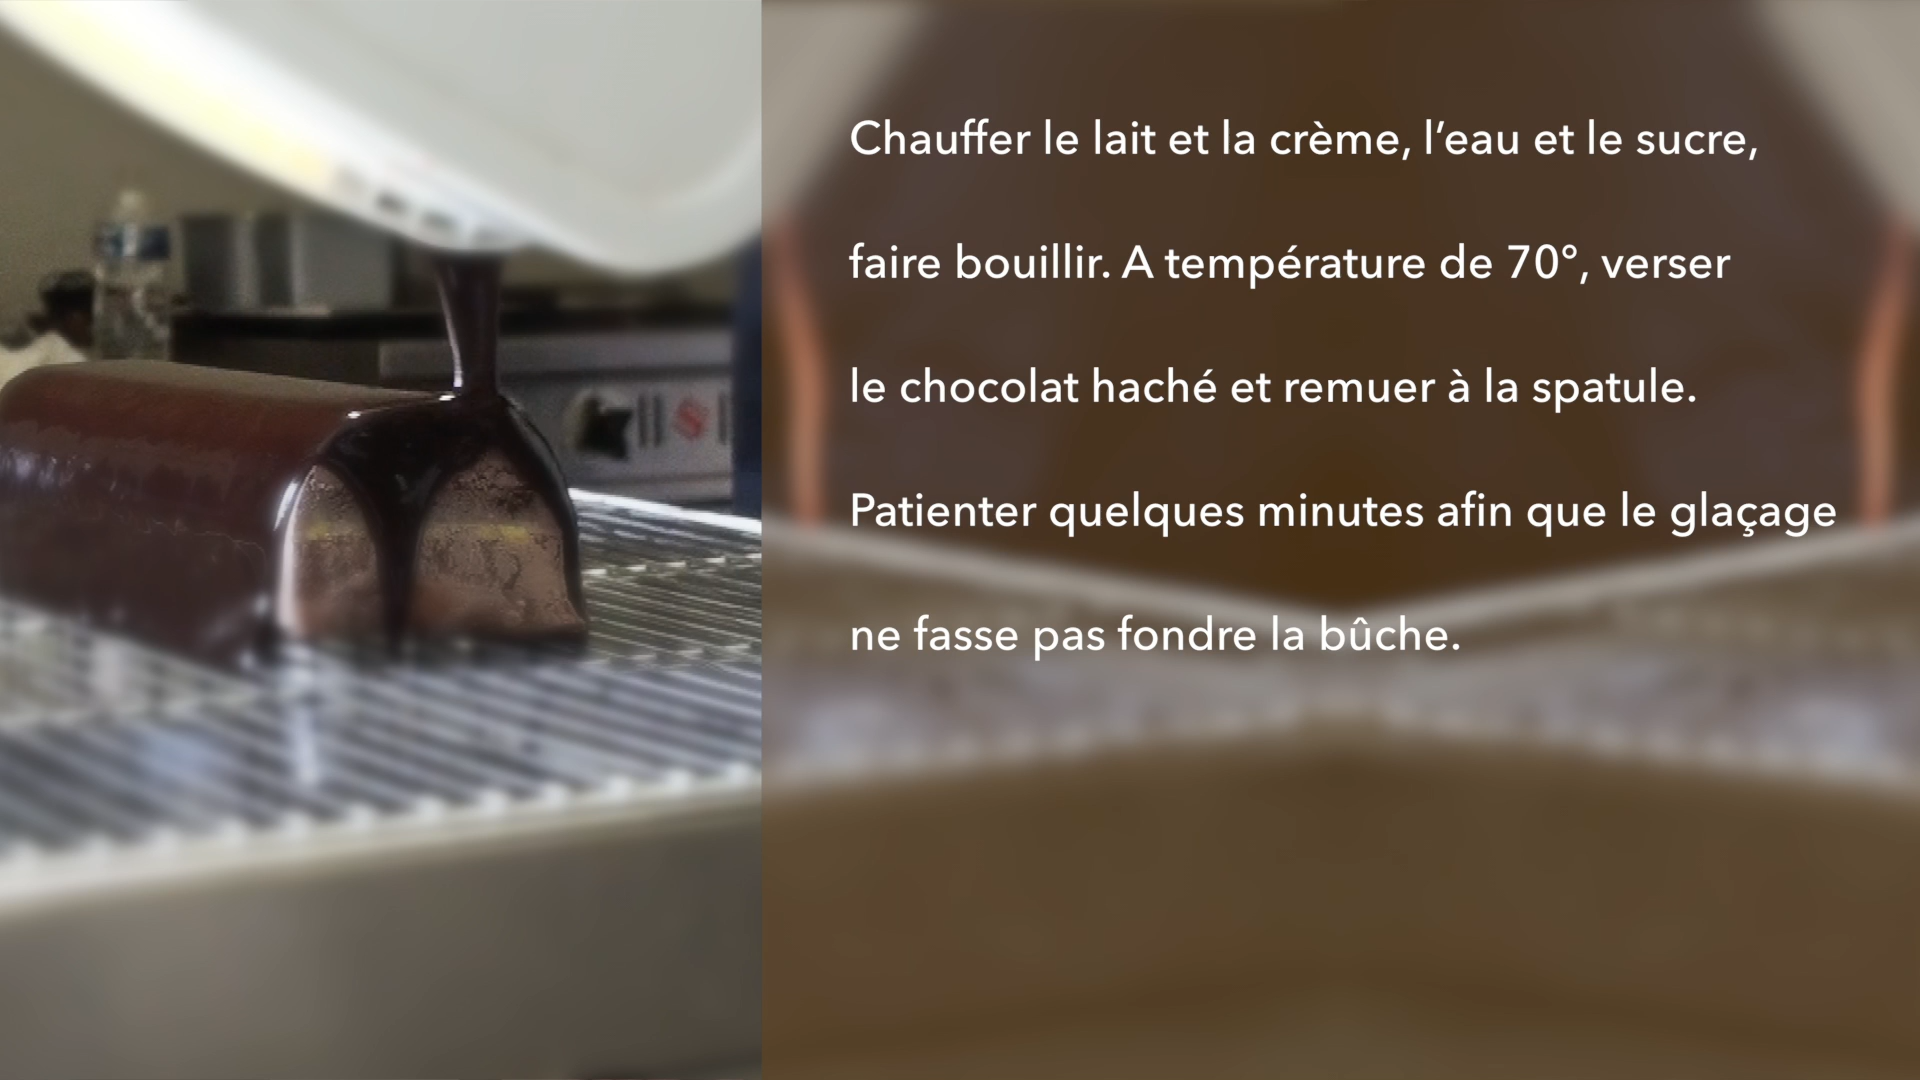 Chauffer le lait et la crème, l’eau et le sucre,
faire bouillir. A température de 70°, verser
le chocolat haché et remuer à la spatule.
Patienter quelques minutes afin que le glaçage
ne fasse pas fondre la bûche.